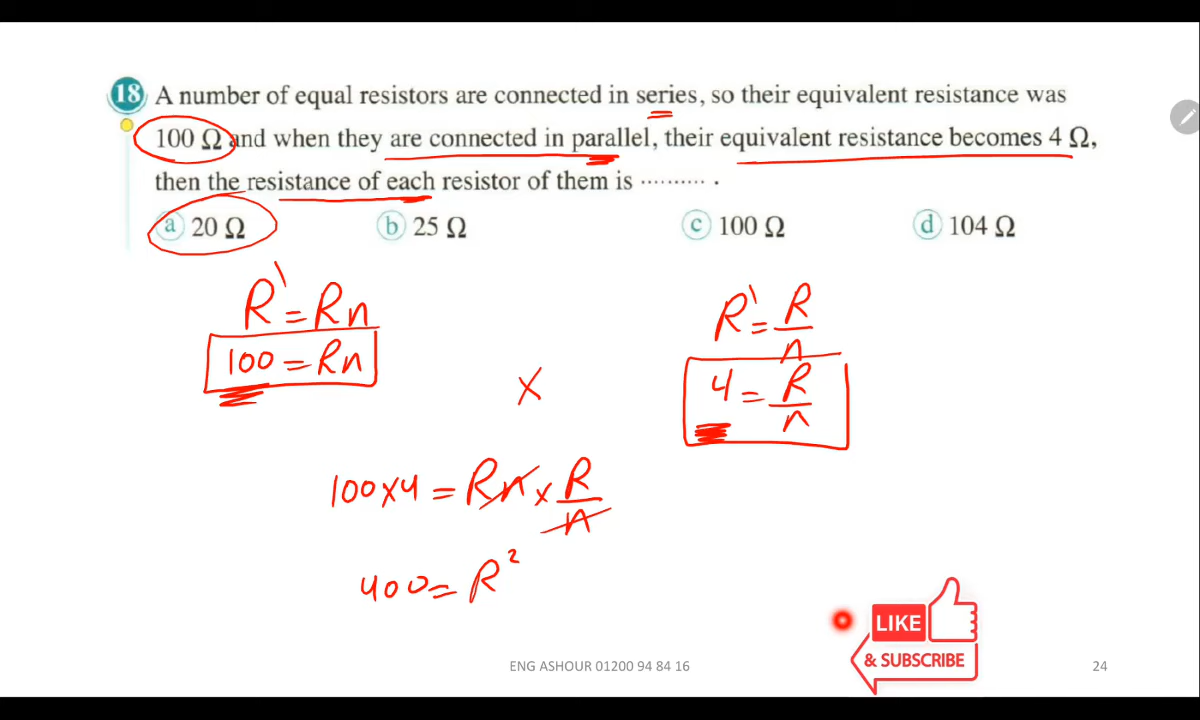 18 A number of equal resistors are connected in series, so their equivalent resistance was
100 Ω and when they are connected in parallel, their equivalent resistance becomes 4 Ω,
then the resistance of each resistor of them is .......... .
a 20 Ω b 25 Ω c 100 Ω d 104 Ω
R' = Rn
100 = Rn
R' = R/n
4 = R/n
×
100×4 = Rn × R/n
400 = R²
LIKE
& SUBSCRIBE
ENG ASHOUR 01200 94 84 16
24